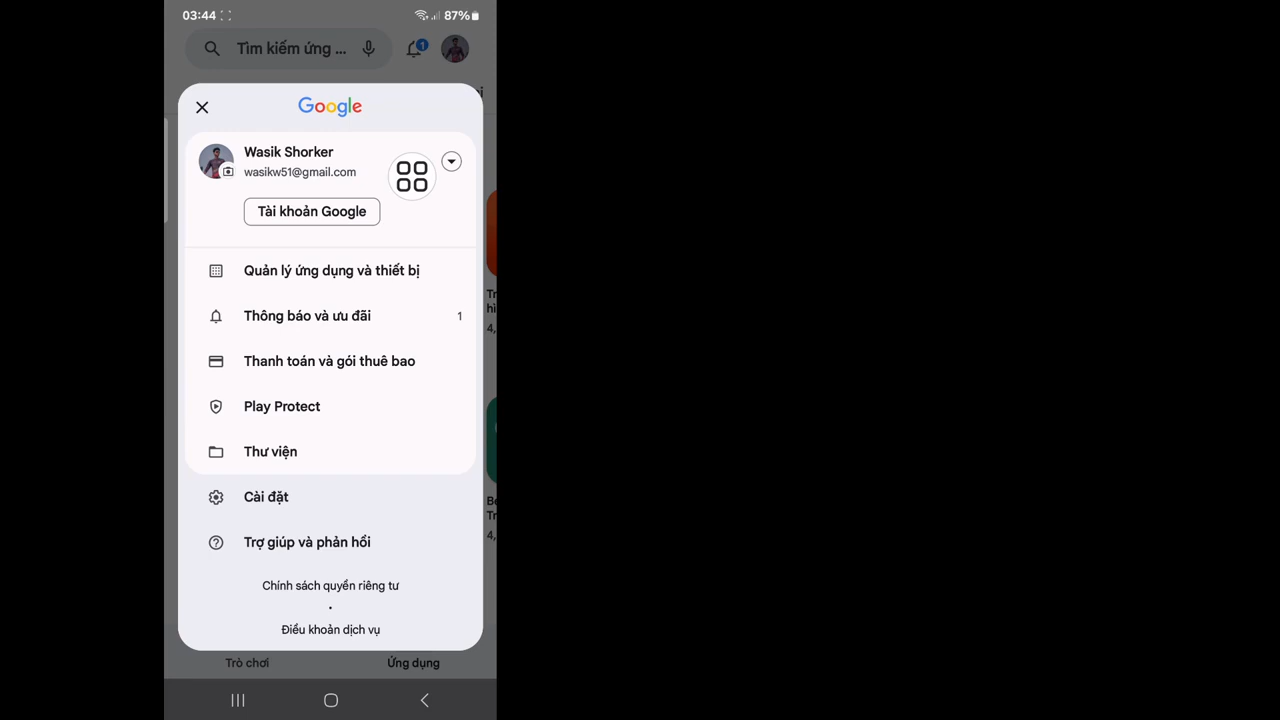 03:44
87%
Tìm kiếm ứng ...
1
Google
Wasik Shorker
wasikw51@gmail.com
Tài khoản Google
Quản lý ứng dụng và thiết bị
Thông báo và ưu đãi 1
Thanh toán và gói thuê bao
Play Protect
Thư viện
Cài đặt
Trợ giúp và phản hồi
Chính sách quyền riêng tư
•
Điều khoản dịch vụ
Trò chơi
Ứng dụng